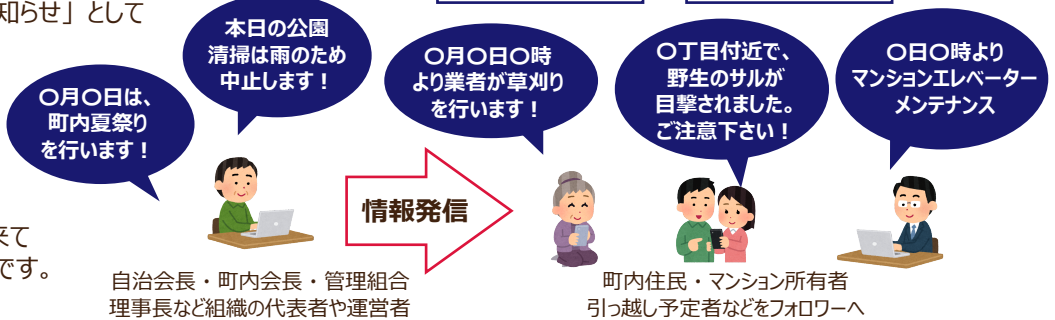 知らせ」として
本日の公園
清掃は雨のため
中止します！
〇月〇日は、
町内夏祭り
を行います！
〇月〇日〇時
より業者が草刈り
を行います！
〇丁目付近で、
野生のサルが
目撃されました。
ご注意下さい！
〇日〇時より
マンションエレベーター
メンテナンス
情報発信
来て
です。
自治会長・町内会長・管理組合
理事長など組織の代表者や運営者
町内住民・マンション所有者
引っ越し予定者などをフォロワーへ